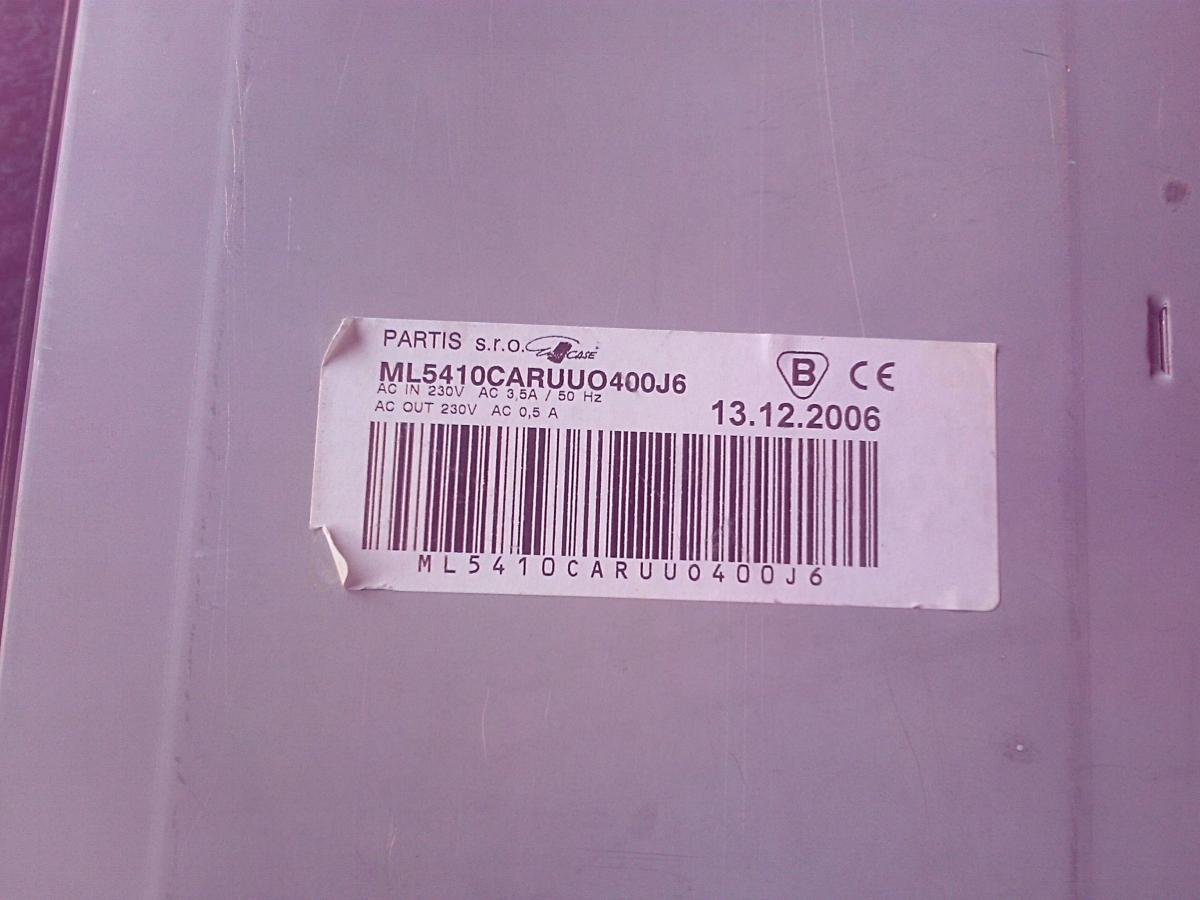 PARTIS s.r.o.
CASE
ML5410CARUUO400J6
B CE
AC IN 230V AC 3,5A / 50 Hz
AC OUT 230V AC 0,5 A
13.12.2006
ML5410CARUUO400J6